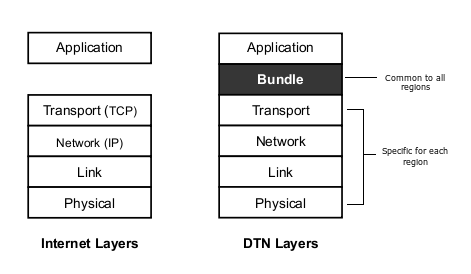 Application
Transport (TCP)
Network (IP)
Link
Physical
Internet Layers
Application
Bundle
Transport
Network
Link
Physical
DTN Layers
Common to all
regions
Specific for each
region